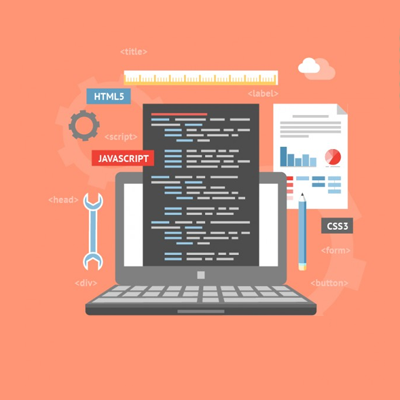 <title>
HTML5
<label>
<script>
JAVASCRIPT
<head>
CSS3
<form>
<div>
<button>